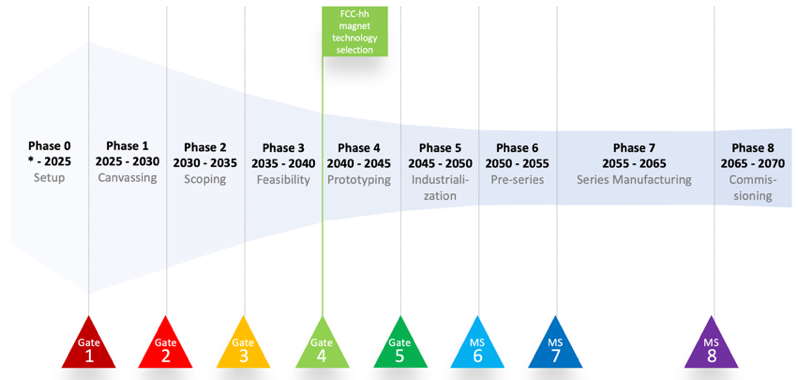 FCC-hh
magnet
technology
selection
Phase 0
* - 2025
Setup
Phase 1
2025 - 2030
Canvassing
Phase 2
2030 - 2035
Scoping
Phase 3
2035 - 2040
Feasibility
Phase 4
2040 - 2045
Prototyping
Phase 5
2045 - 2050
Industriali-
zation
Phase 6
2050 - 2055
Pre-series
Phase 7
2055 - 2065
Series Manufacturing
Phase 8
2065 - 2070
Commis-
sioning
Gate
1
Gate
2
Gate
3
Gate
4
Gate
5
MS
6
MS
7
MS
8